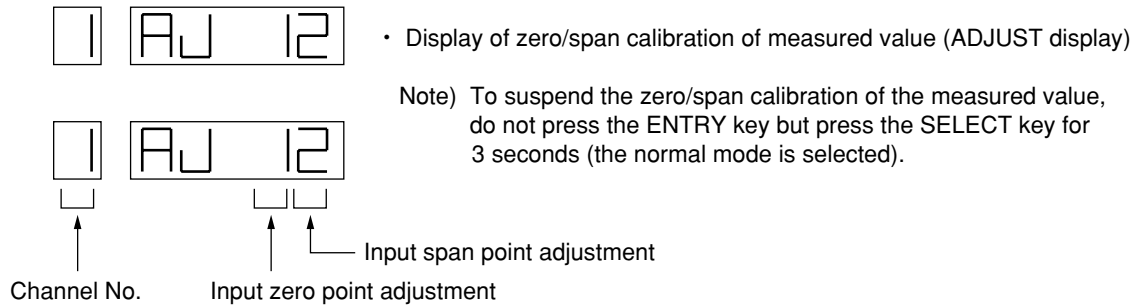 1 AJ 12
・ Display of zero/span calibration of measured value (ADJUST display)
Note) To suspend the zero/span calibration of the measured value,
do not press the ENTRY key but press the SELECT key for
3 seconds (the normal mode is selected).
1 AJ 12
Input span point adjustment
Channel No. Input zero point adjustment